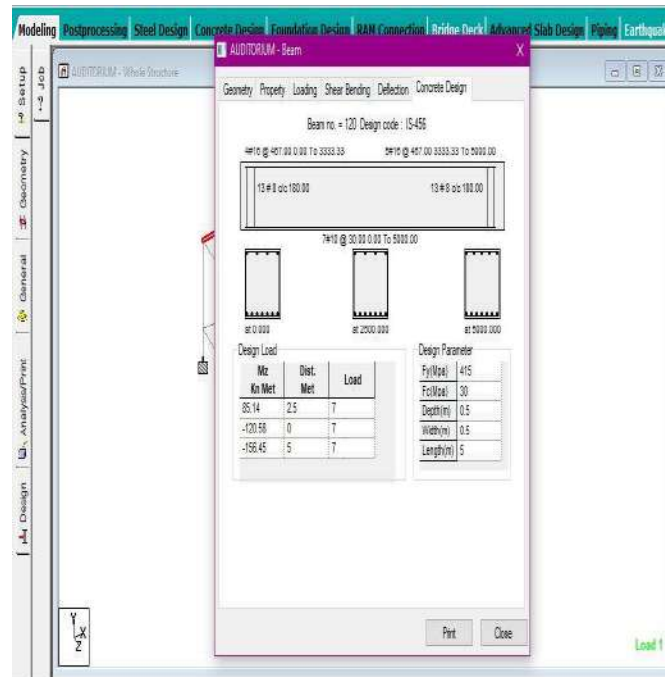 Modeling Postprocessing Steel Design Concrete Design Foundation Design RAM Connection Bridge Deck Advanced Slab Design Piping Earthquak
Setup
Job
Geometry
General
Analysis/Print
Design
AUDITORIUM - Whole Structure
AUDITORIUM - Beam
X
Geometry Property Loading Shear Bending Deflection Concrete Design
Beam no. = 120 Design code : IS-456
4#16 @ 467.00 0.00 To 3333.33 5#16 @ 467.00 3333.33 To 5000.00
13 # 8 c/c 180.00 13 # 8 c/c 180.00
7#10 @ 30.00 0.00 To 5000.00
at 0.000 at 2500.000 at 5000.000
Design Load
Mz Dist. Load
Kn Met Met
85.14 2.5 7
-120.58 0 7
-156.45 5 7
Design Parameter
Fy(Mpa) 415
Fc(Mpa) 30
Depth(m) 0.5
Width(m) 0.5
Length(m) 5
Print Close
Y
X
Z
Load 1